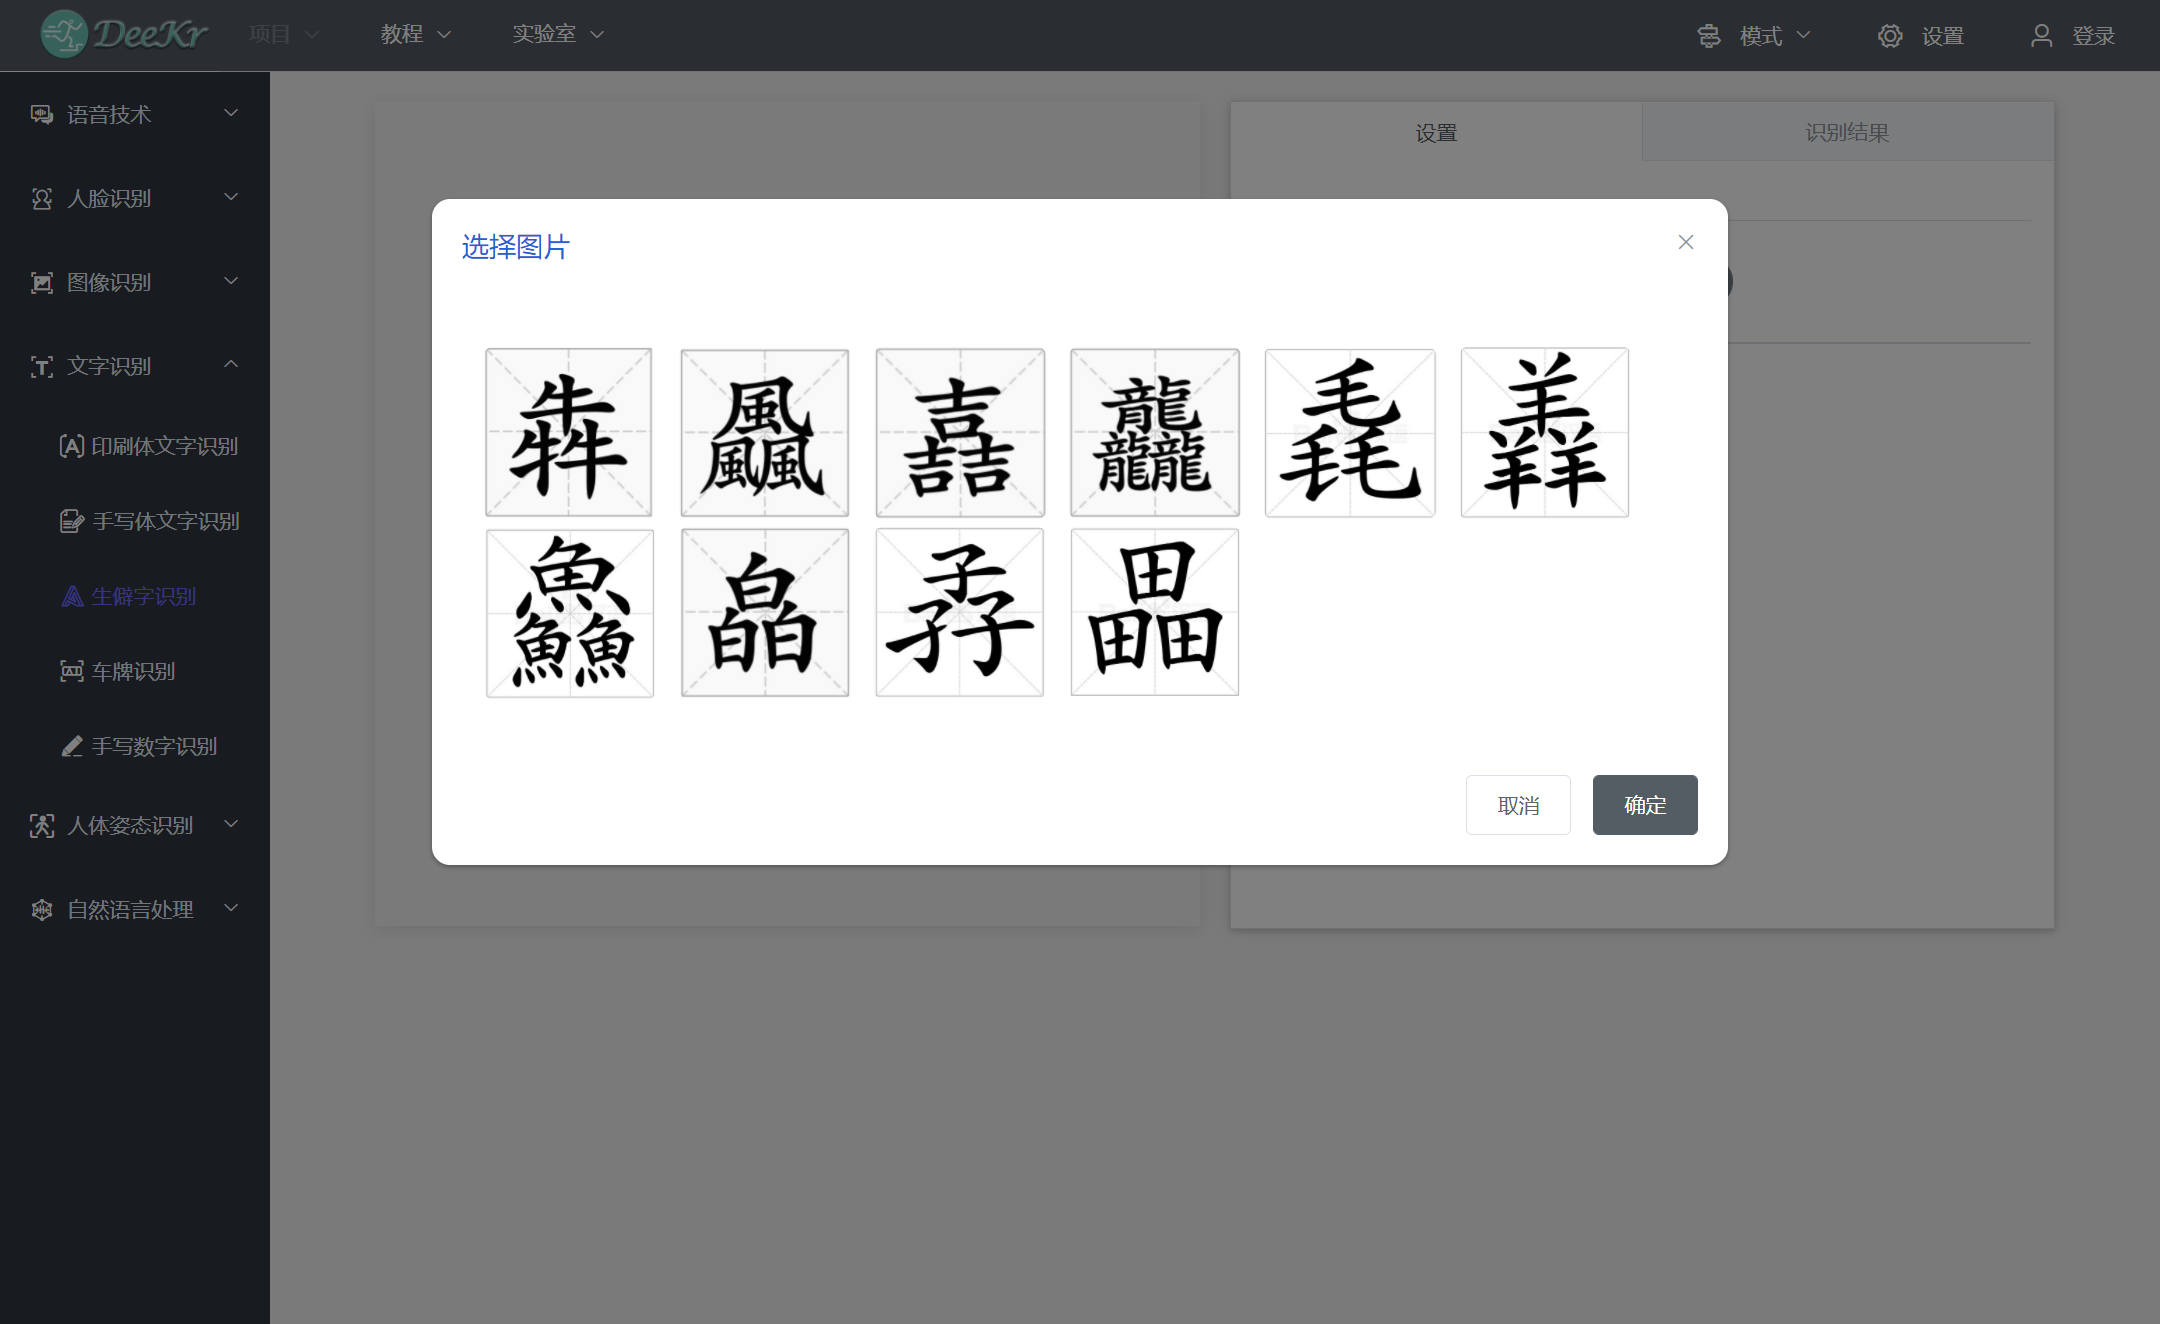 DeeKr 项目 教程 实验室 模式 设置 登录
语音技术
人脸识别
图像识别
文字识别
印刷体文字识别
手写体文字识别
生僻字识别
车牌识别
手写数字识别
人体姿态识别
自然语言处理
设置 识别结果
选择图片
犇 飍 嚞 龘 毳 羴
鱻 皛 孨 畾
取消 确定